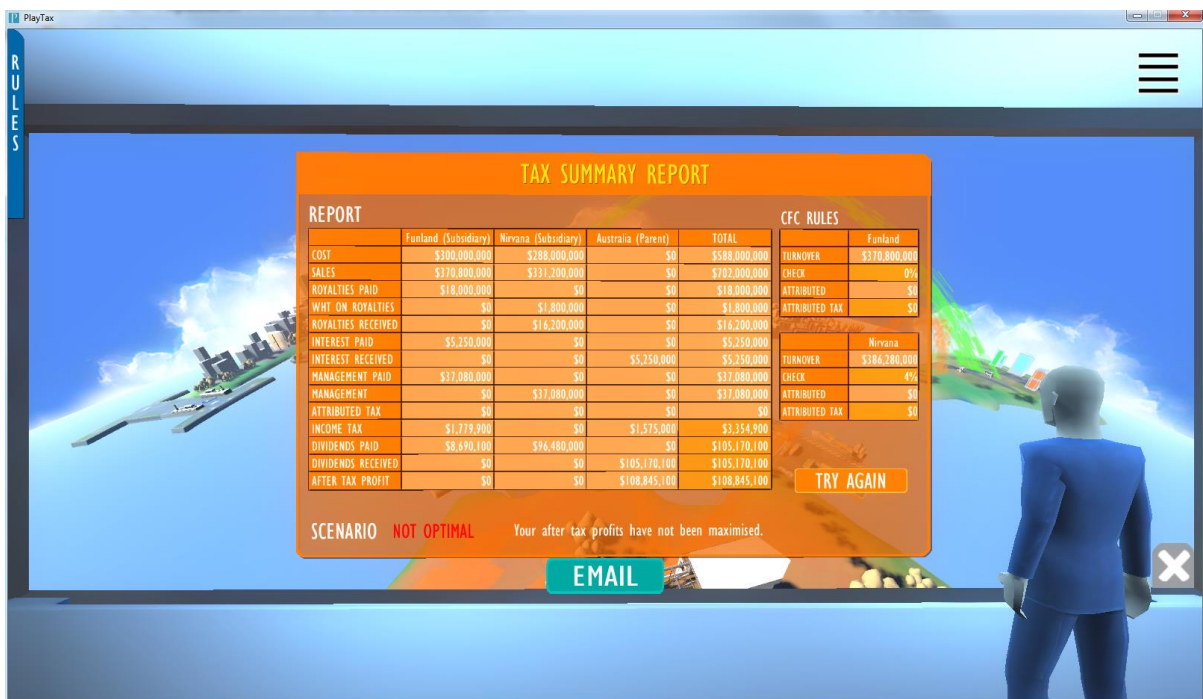 PlayTax
RULES
TAX SUMMARY REPORT
REPORT
Funland (Subsidiary) Nirvana (Subsidiary) Australia (Parent) TOTAL
COST $300,000,000 $288,000,000 $0 $588,000,000
SALES $370,800,000 $331,200,000 $0 $702,000,000
ROYALTIES PAID $18,000,000 $0 $0 $18,000,000
WHT ON ROYALTIES $0 $1,800,000 $0 $1,800,000
ROYALTIES RECEIVED $0 $16,200,000 $0 $16,200,000
INTEREST PAID $5,250,000 $0 $0 $5,250,000
INTEREST RECEIVED $0 $0 $5,250,000 $5,250,000
MANAGEMENT PAID $37,080,000 $0 $0 $37,080,000
MANAGEMENT $0 $37,080,000 $0 $37,080,000
ATTRIBUTED TAX $0 $0 $0 $0
INCOME TAX $1,779,900 $0 $1,575,000 $3,354,900
DIVIDENDS PAID $8,690,100 $96,480,000 $0 $105,170,100
DIVIDENDS RECEIVED $0 $0 $105,170,100 $105,170,100
AFTER TAX PROFIT $0 $0 $108,845,100 $108,845,100
CFC RULES
Funland
TURNOVER $370,800,000
CHECK 0%
ATTRIBUTED $0
ATTRIBUTED TAX $0
Nirvana
TURNOVER $386,280,000
CHECK 4%
ATTRIBUTED $0
ATTRIBUTED TAX $0
TRY AGAIN
SCENARIO NOT OPTIMAL Your after tax profits have not been maximised.
EMAIL